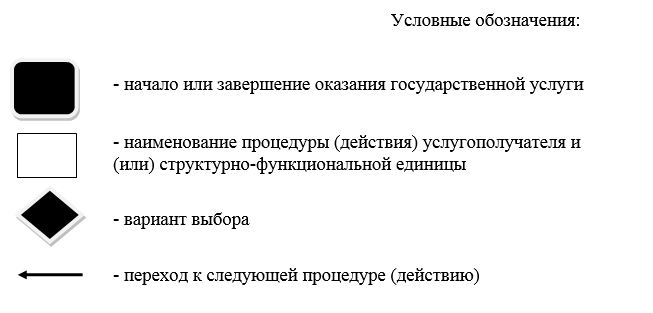 Условные обозначения:
- начало или завершение оказания государственной услуги
- наименование процедуры (действия) услугополучателя и
(или) структурно-функциональной единицы
- вариант выбора
- переход к следующей процедуре (действию)